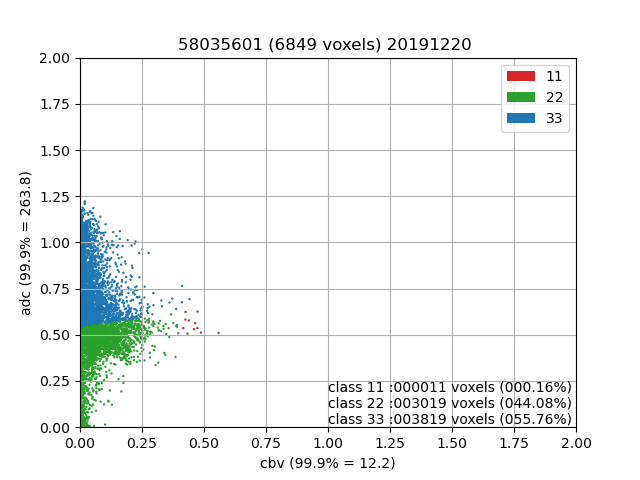 58035601 (6849 voxels) 20191220
2.00
1.75
1.50
1.25
1.00
0.75
0.50
0.25
0.00
adc (99.9% = 263.8)
11
22
33
class 11 :000011 voxels (000.16%)
class 22 :003019 voxels (044.08%)
class 33 :003819 voxels (055.76%)
0.00 0.25 0.50 0.75 1.00 1.25 1.50 1.75 2.00
cbv (99.9% = 12.2)